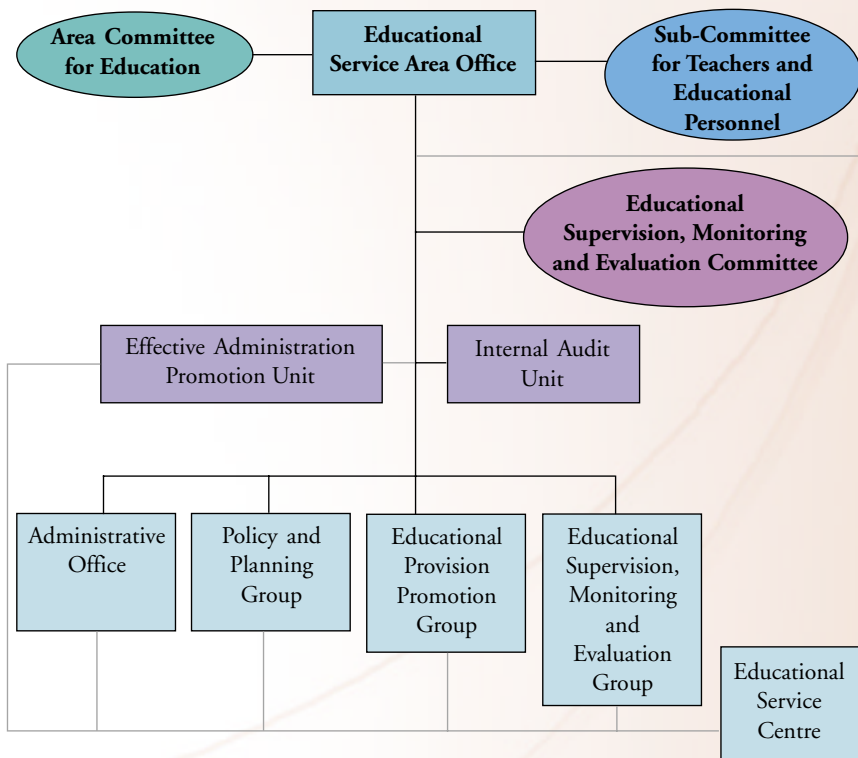 Area Committee
for Education
Educational
Service Area Office
Sub-Committee
for Teachers and
Educational
Personnel
Educational
Supervision, Monitoring
and Evaluation Committee
Effective Administration
Promotion Unit
Internal Audit
Unit
Administrative
Office
Policy and
Planning
Group
Educational
Provision
Promotion
Group
Educational
Supervision,
Monitoring
and
Evaluation
Group
Educational
Service
Centre